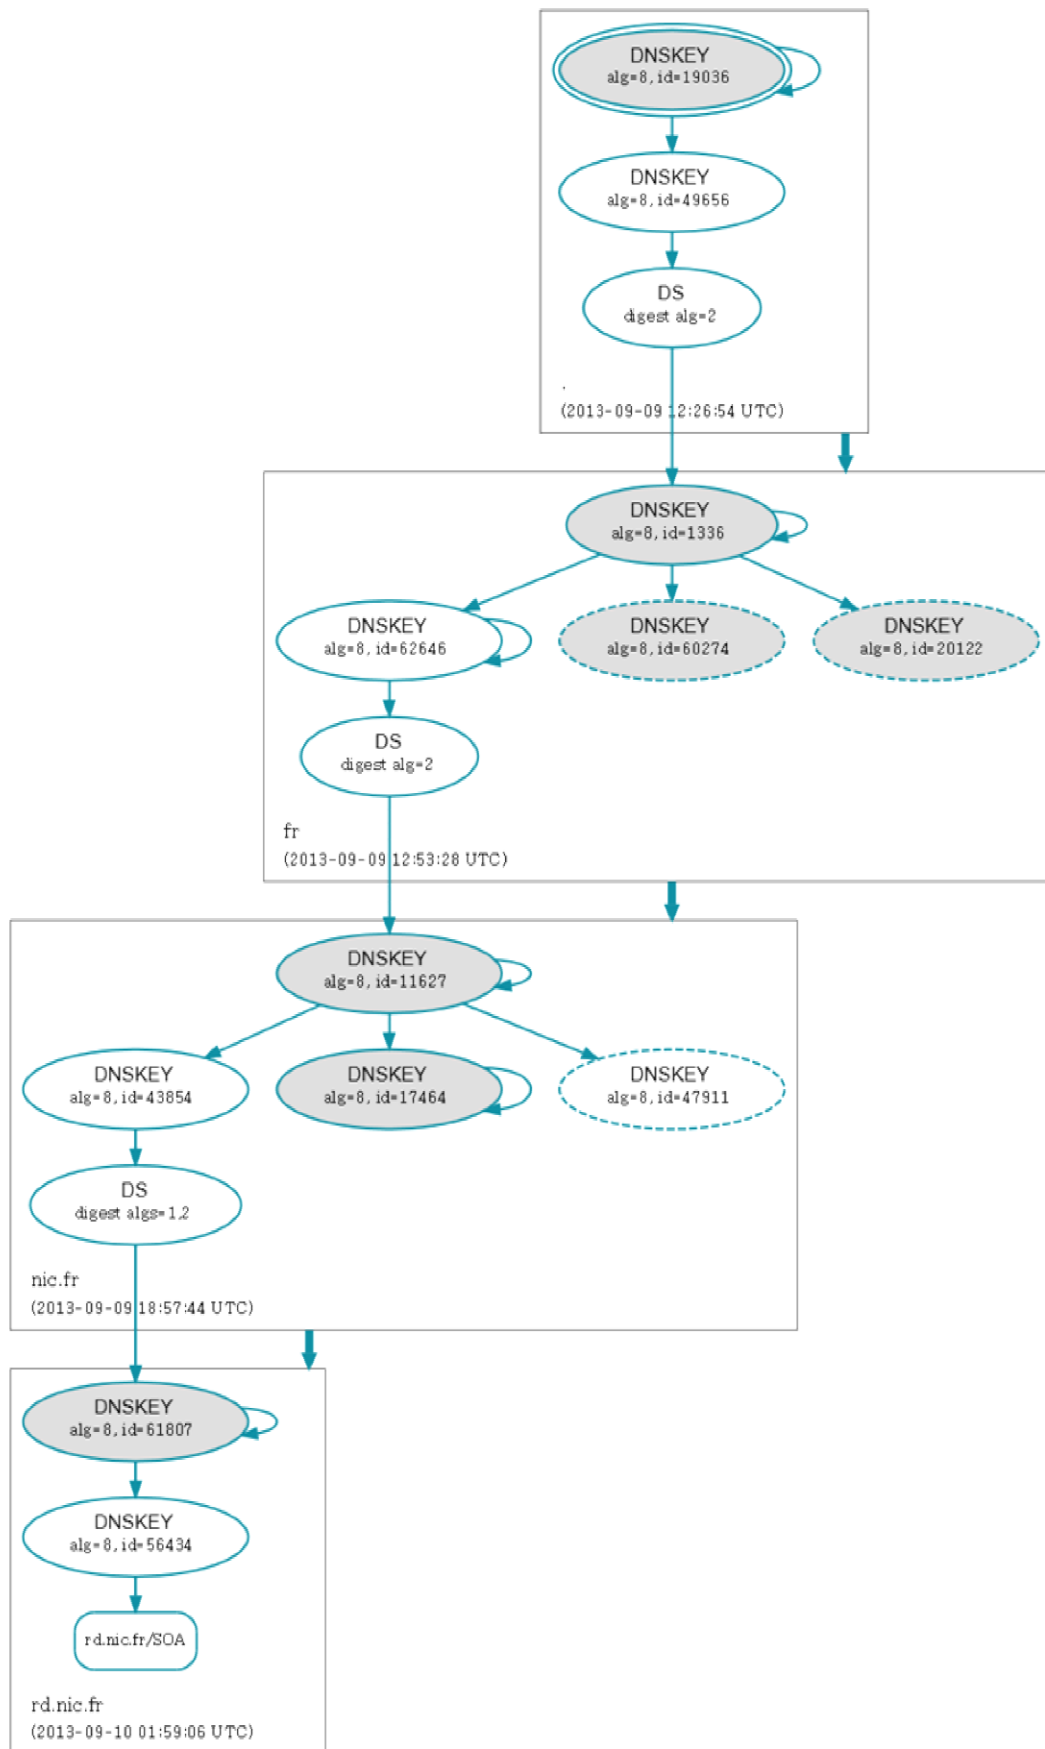 DNSKEY
alg=8, id=19036
DNSKEY
alg=8, id=49656
DS
digest alg=2
.
(2013-09-09 12:26:54 UTC)
DNSKEY
alg=8, id=1336
DNSKEY
alg=8, id=62646
DNSKEY
alg=8, id=60274
DNSKEY
alg=8, id=20122
DS
digest alg=2
fr
(2013-09-09 12:53:28 UTC)
DNSKEY
alg=8, id=11627
DNSKEY
alg=8, id=43854
DNSKEY
alg=8, id=17464
DNSKEY
alg=8, id=47911
DS
digest algs=1,2
nic.fr
(2013-09-09 18:57:44 UTC)
DNSKEY
alg=8, id=61807
DNSKEY
alg=8, id=56434
rd.nic.fr/SOA
rd.nic.fr
(2013-09-10 01:59:06 UTC)